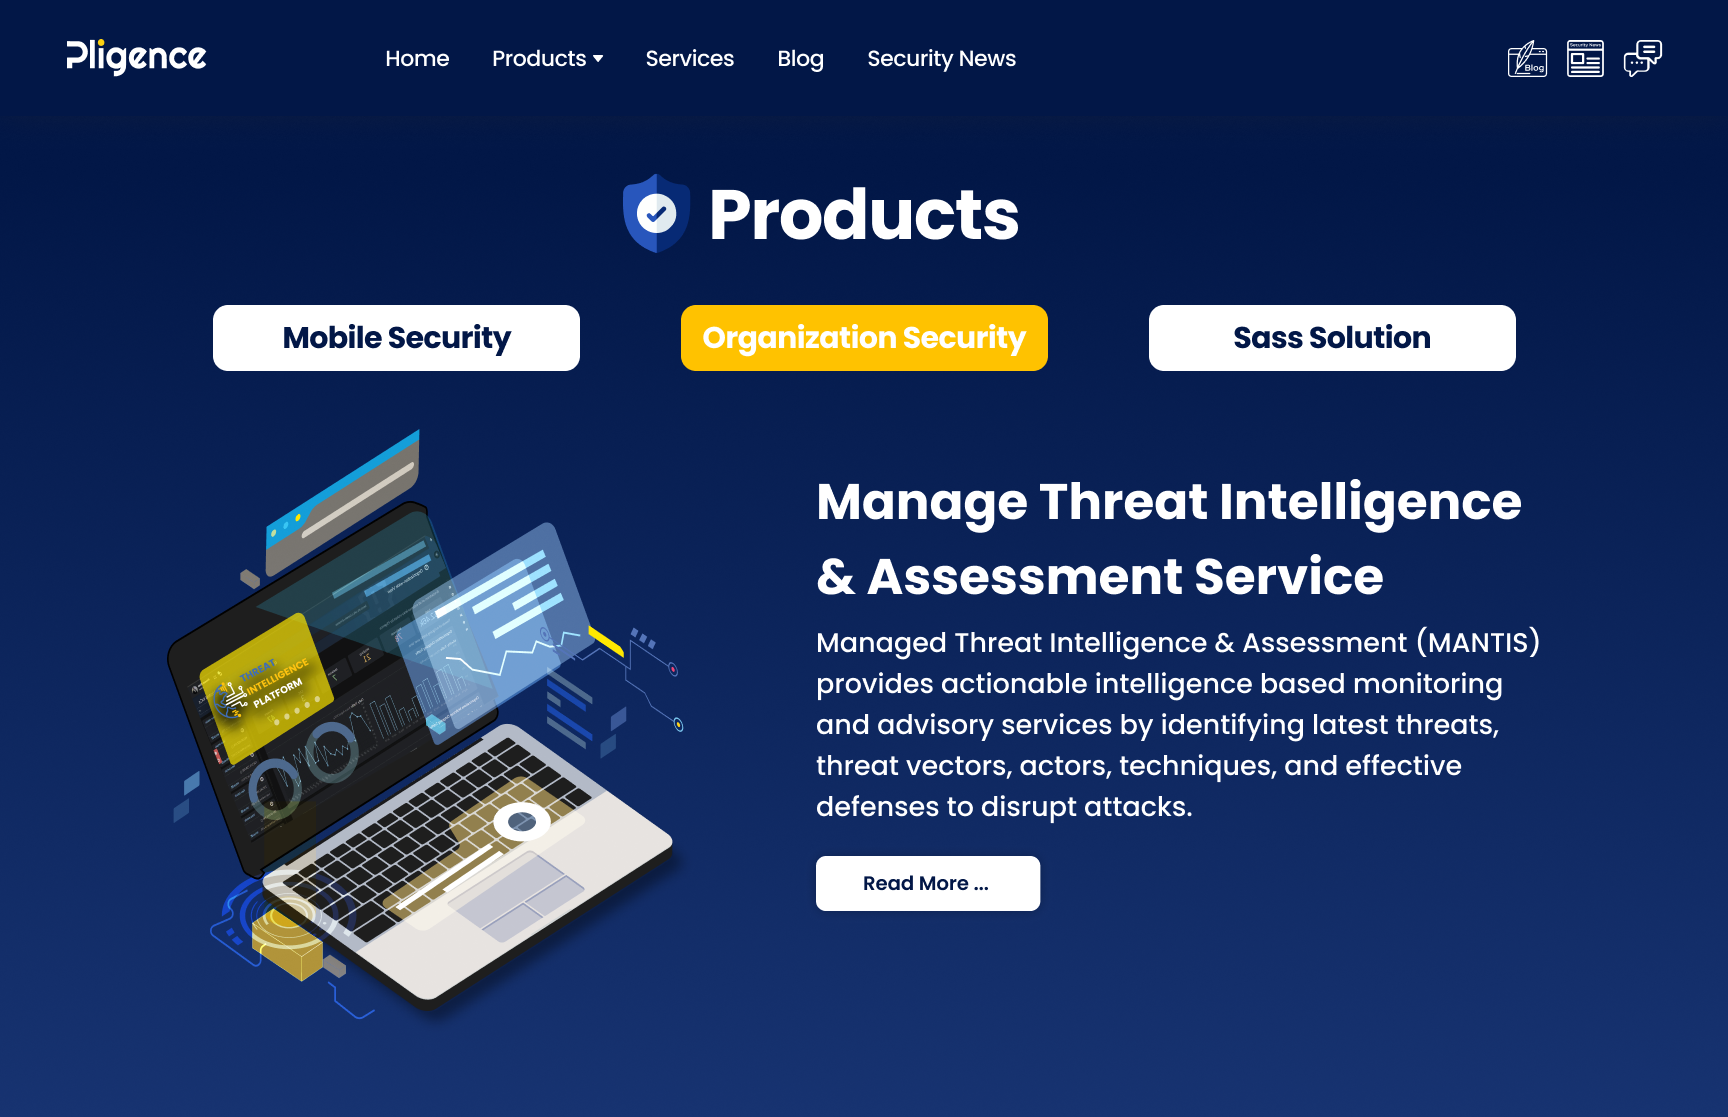 Pligence
Home
Products
Services
Blog
Security News
Blog
Security News
Products
Mobile Security
Organization Security
Sass Solution
THREAT
INTELLIGENCE
PLATFORM
Manage Threat Intelligence
& Assessment Service
Managed Threat Intelligence & Assessment (MANTIS)
provides actionable intelligence based monitoring
and advisory services by identifying latest threats,
threat vectors, actors, techniques, and effective
defenses to disrupt attacks.
Read More ...